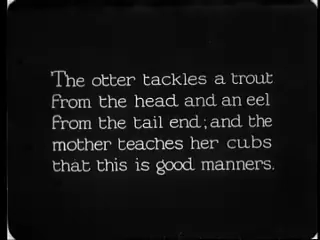 The otter tackles a trout
from the head and an eel
from the tail end; and the
mother teaches her cubs
that this is good manners.